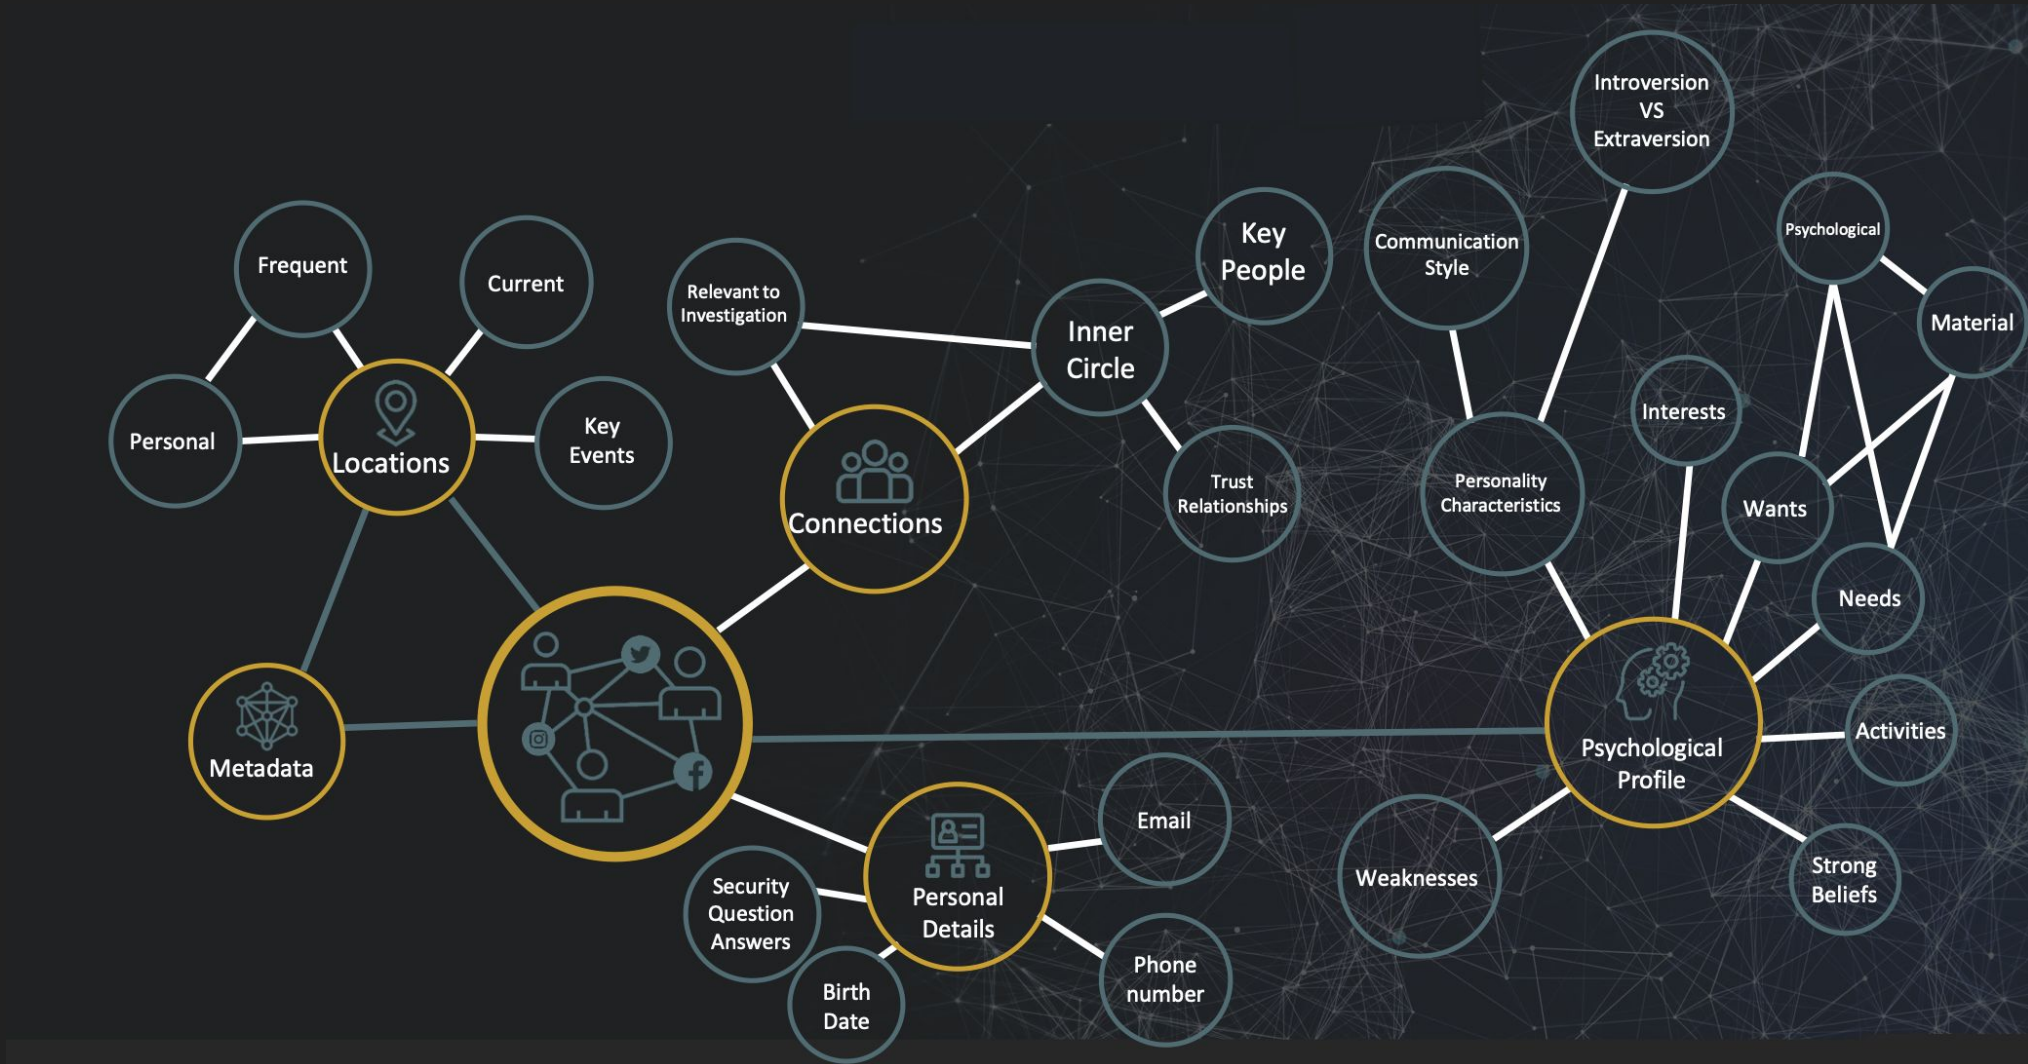 Introversion
VS
Extraversion
Communication
Style
Psychological
Material
Key
People
Frequent
Current
Relevant to
Investigation
Inner
Circle
Interests
Personal
Locations
Key
Events
Connections
Trust
Relationships
Personality
Characteristics
Wants
Needs
Metadata
Psychological
Profile
Activities
Email
Weaknesses
Strong
Beliefs
Security
Question
Answers
Personal
Details
Birth
Date
Phone
number